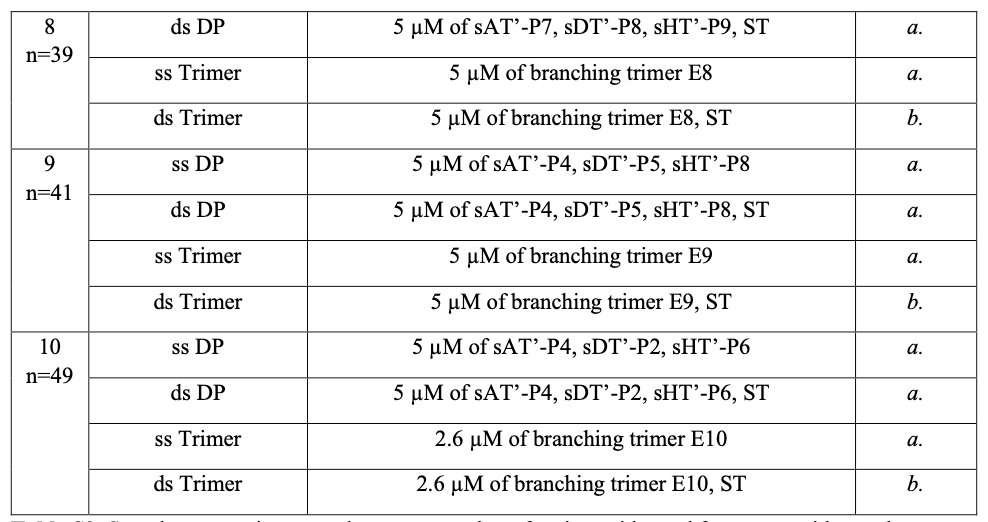 8 ds DP 5 μM of sAT’-P7, sDT’-P8, sHT’-P9, ST a.
n=39
ss Trimer 5 μM of branching trimer E8 a.
ds Trimer 5 μM of branching trimer E8, ST b.
9 ss DP 5 μM of sAT’-P4, sDT’-P5, sHT’-P8 a.
n=41
ds DP 5 μM of sAT’-P4, sDT’-P5, sHT’-P8, ST a.
ss Trimer 5 μM of branching trimer E9 a.
ds Trimer 5 μM of branching trimer E9, ST b.
10 ss DP 5 μM of sAT’-P4, sDT’-P2, sHT’-P6 a.
n=49
ds DP 5 μM of sAT’-P4, sDT’-P2, sHT’-P6, ST a.
ss Trimer 2.6 μM of branching trimer E10 a.
ds Trimer 2.6 μM of branching trimer E10, ST b.